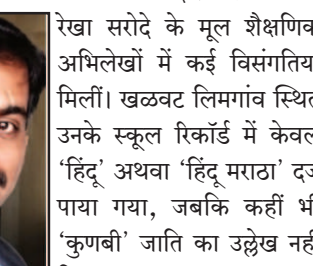 रेखा सरोदे के मूल शैक्षणिक
अभिलेखों में कई विसंगतिय
मिलीं। खळवट लिमगांव स्थित
उनके स्कूल रिकॉर्ड में केवल
‘हिंदू’ अथवा ‘हिंदू मराठा’ दर्ज
पाया गया, जबकि कहीं भ
‘कुणबी’ जाति का उल्लेख नही